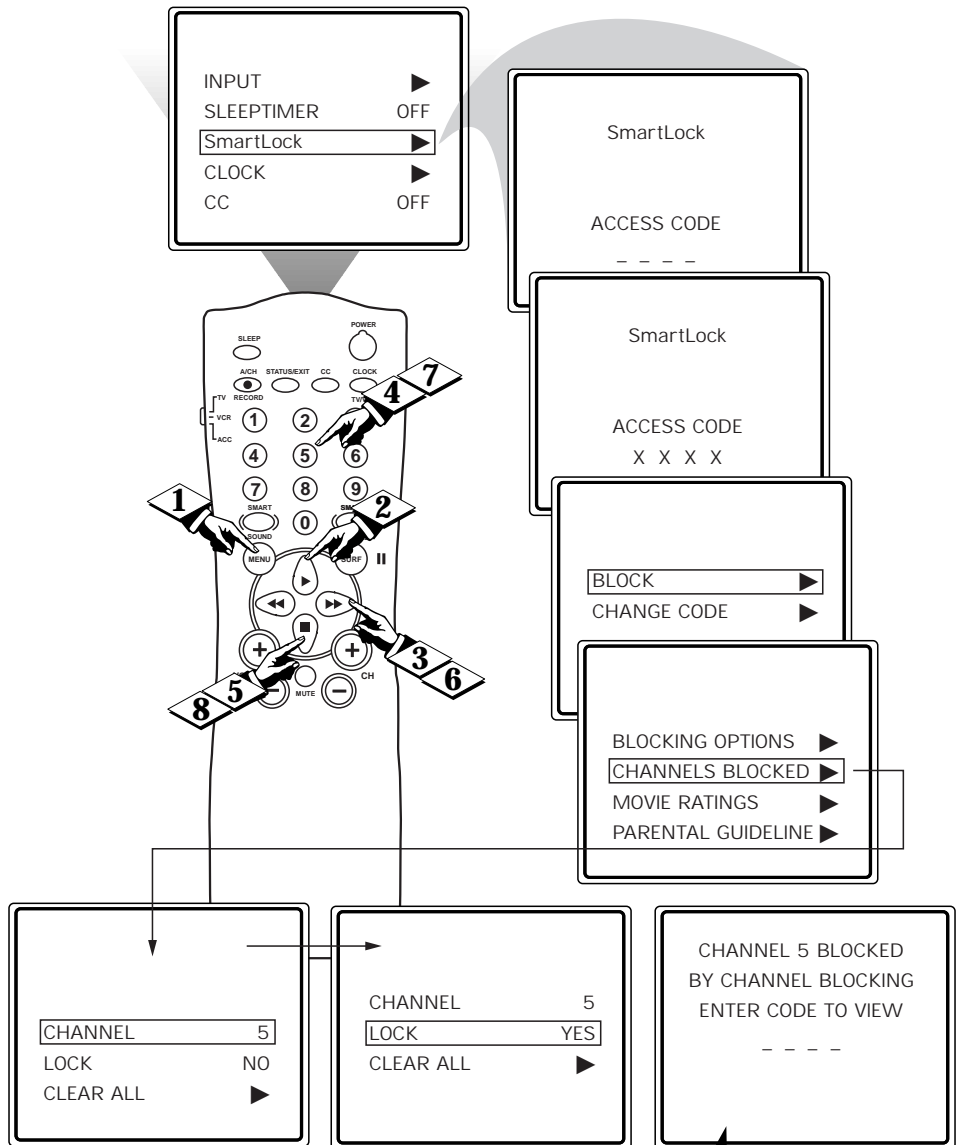 INPUT ▶
SLEEPTIMER OFF
SmartLock ▶
CLOCK ▶
CC OFF
SmartLock
ACCESS CODE
_ _ _ _
SmartLock
ACCESS CODE
X X X X
BLOCK ▶
CHANGE CODE ▶
BLOCKING OPTIONS ▶
CHANNELS BLOCKED ▶
MOVIE RATINGS ▶
PARENTAL GUIDELINE ▶
SLEEP
POWER
A/CH STATUS/EXIT CC CLOCK
TV RECORD
VCR
ACC
1 2
4 5 6
7 8 9
SMART
0
SOUND
MENU
CH
MUTE
1
2
3
4
5
6
7
8
CHANNEL 5
LOCK NO
CLEAR ALL ▶
CHANNEL 5
LOCK YES
CLEAR ALL ▶
CHANNEL 5 BLOCKED
BY CHANNEL BLOCKING
ENTER CODE TO VIEW
_ _ _ _